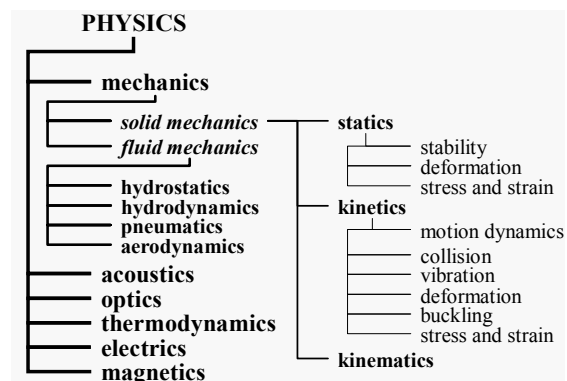 PHYSICS
mechanics
solid mechanics
fluid mechanics
hydrostatics
hydrodynamics
pneumatics
aerodynamics
acoustics
optics
thermodynamics
electrics
magnetics
statics
stability
deformation
stress and strain
kinetics
motion dynamics
collision
vibration
deformation
buckling
stress and strain
kinematics